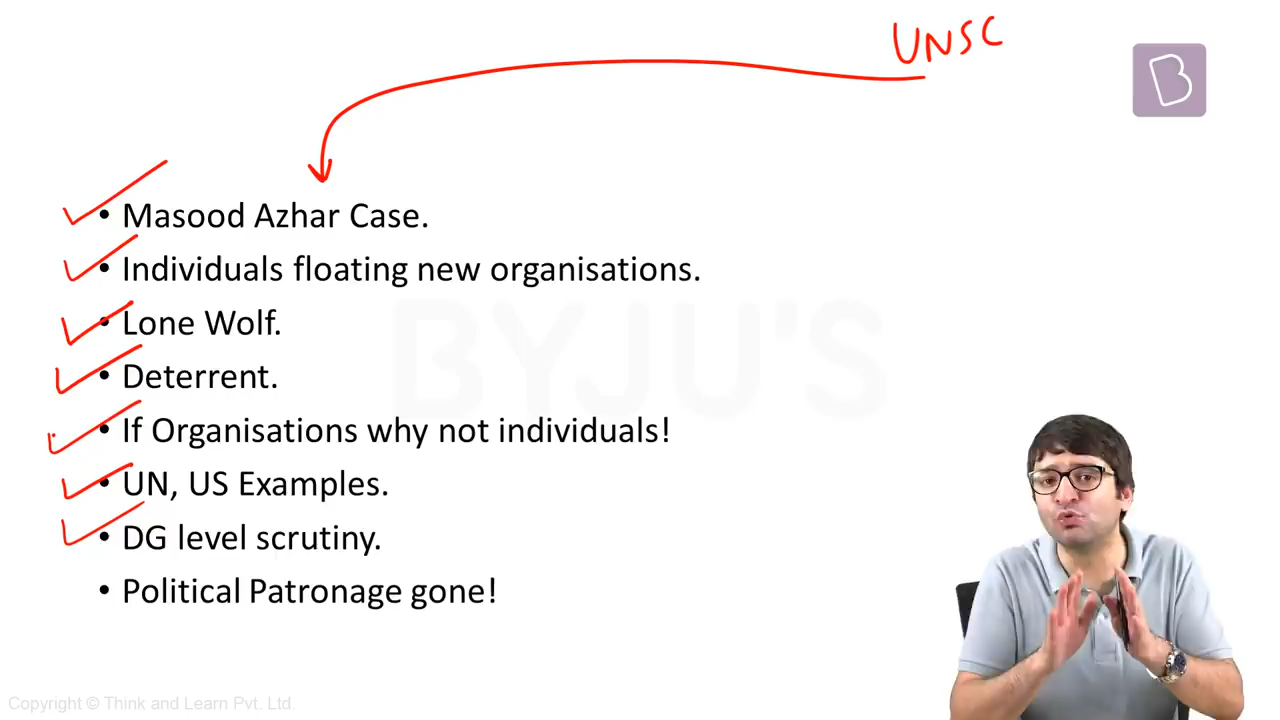 UNSC
B
• Masood Azhar Case.
• Individuals floating new organisations.
• Lone Wolf.
• Deterrent.
• If Organisations why not individuals!
• UN, US Examples.
• DG level scrutiny.
• Political Patronage gone!
BYJU'S
Copyright © Think and Learn Pvt. Ltd.